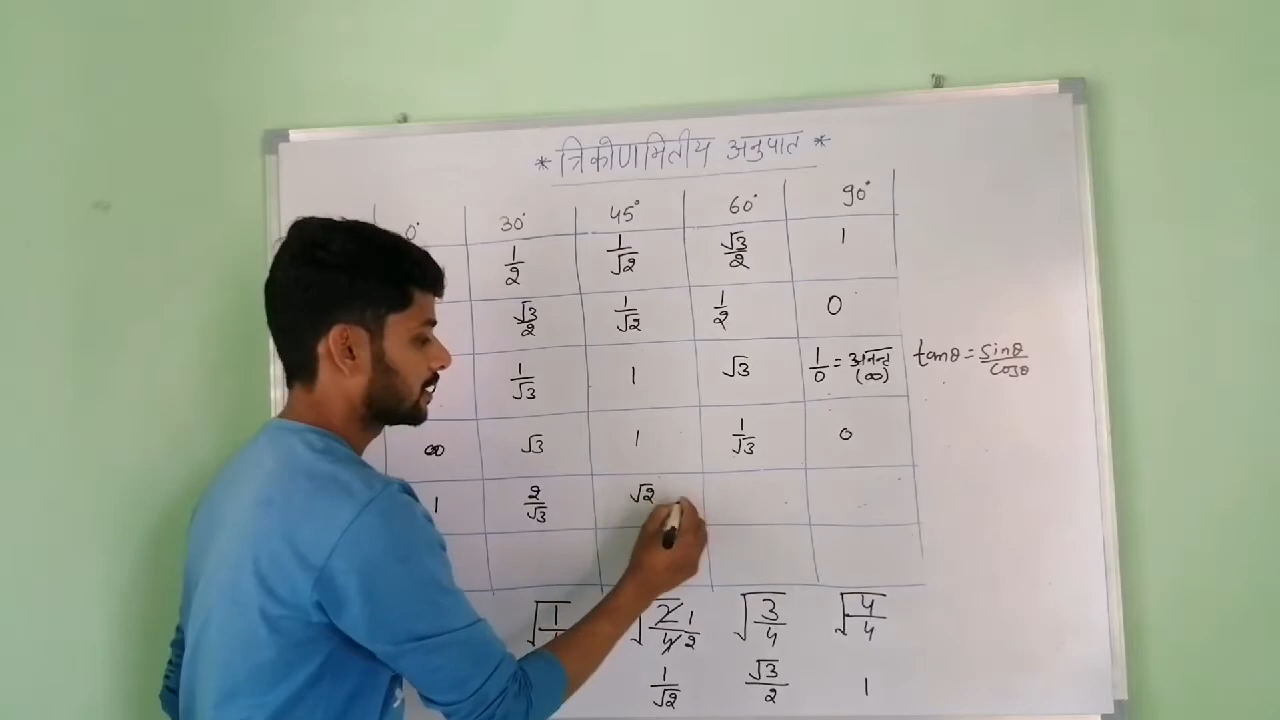 * त्रिकोणमितीय अनुपात *
0° 30° 45° 60° 90°
1/2 1/√2 √3/2 1
√3/2 1/√2 1/2 0
1/√3 1 √3 1/0 = अनन्त (∞) tanθ = sinθ/cosθ
∞ √3 1 1/√3 0
1 2/√3 √2
√2/4 1/2 √3/4 √4/4
1/√2 √3/2 1